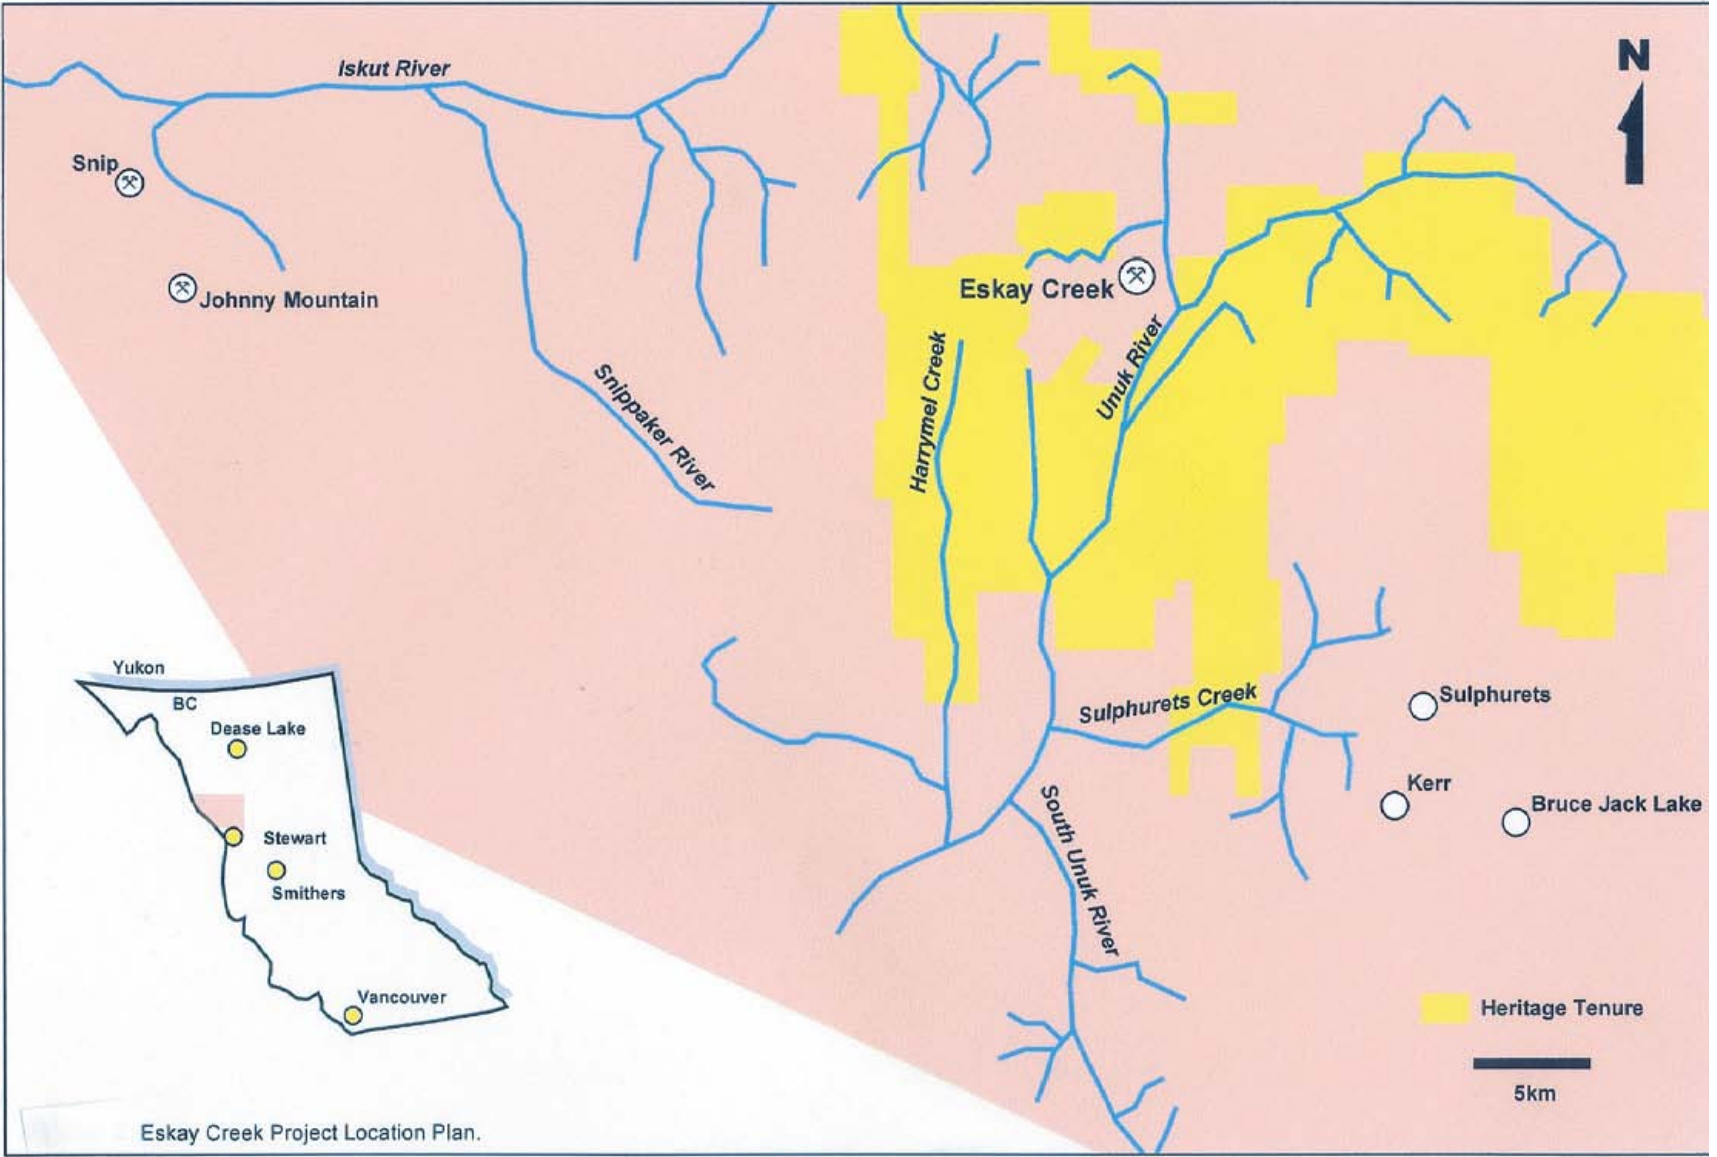 Iskut River
N
Snip
Eskay Creek
Johnny Mountain
Harrymel Creek
Unuk River
Snippaker River
Yukon
BC
Dease Lake
Sulphurets Creek
Sulphurets
Kerr
Bruce Jack Lake
South Unuk River
Stewart
Smithers
Vancouver
Heritage Tenure
5km
Eskay Creek Project Location Plan.